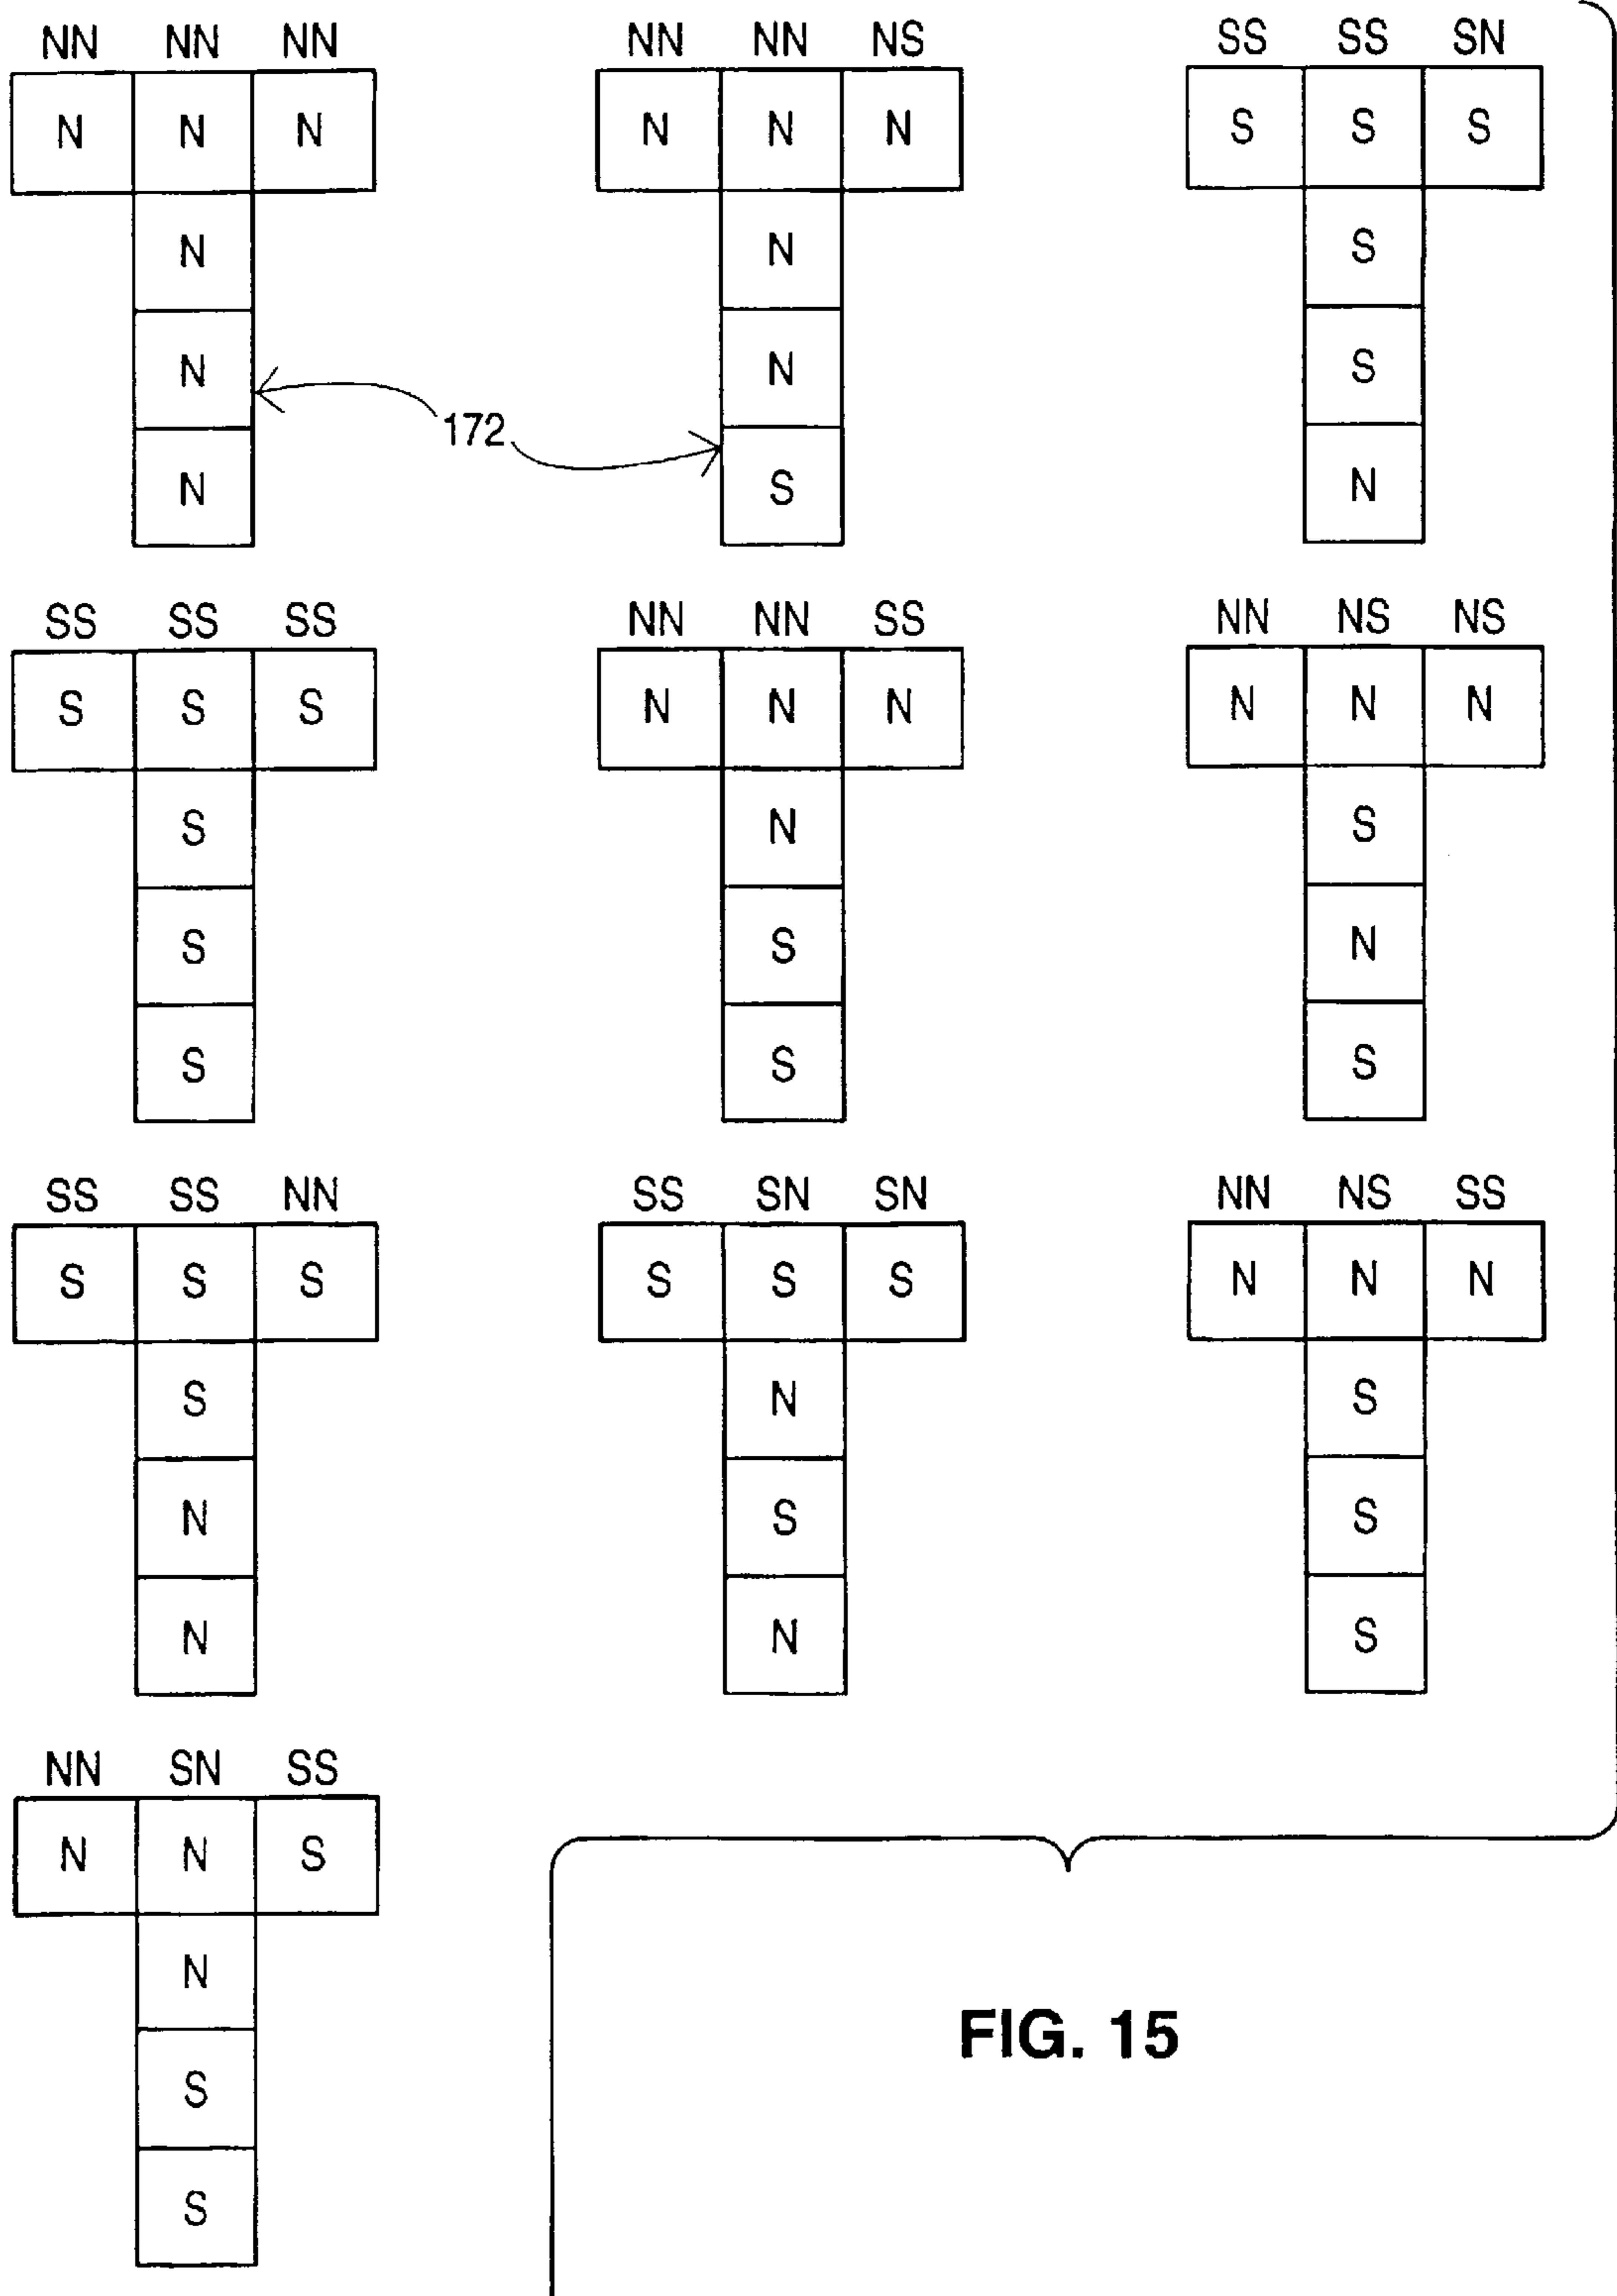 NN NN NN NN NN NS SS SS SN
N N N N N N S S S
N N S
N N S
172
N S N
SS SS SS NN NN SS NN NS NS
S S S N N N N N N
S N S
S S N
S S S
SS SS NN SS SN SN NN NS SS
S S S S S S N N N
S N S
N S S
N N S
NN SN SS
N N S
N
S
S
FIG. 15